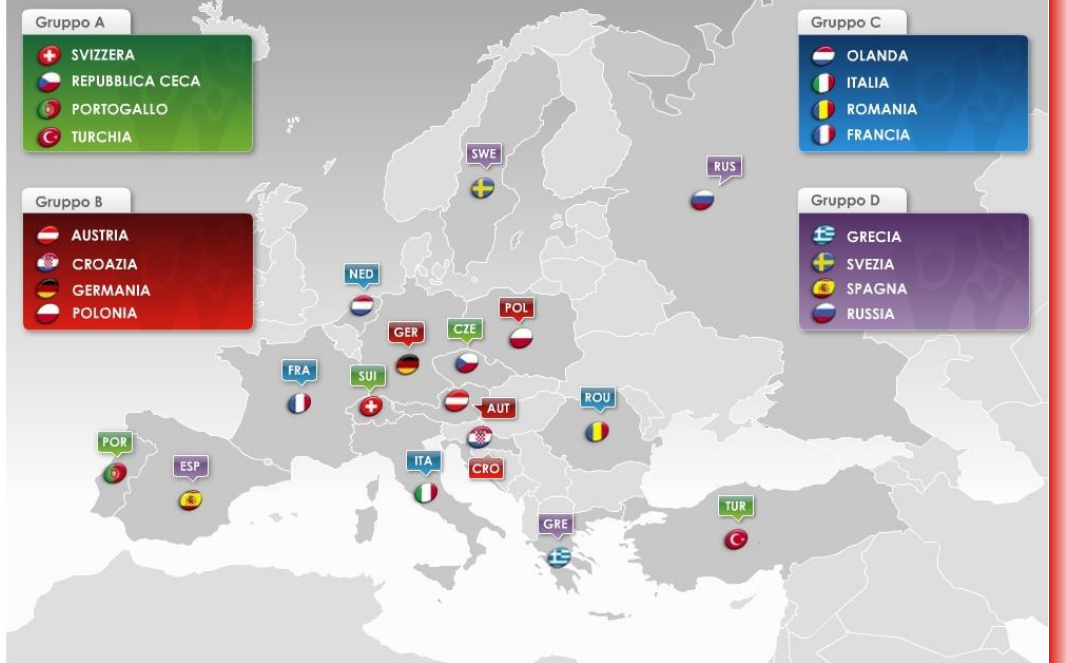 Gruppo A
SVIZZERA
REPUBBLICA CECA
PORTOGALLO
TURCHIA
Gruppo B
AUSTRIA
CROAZIA
GERMANIA
POLONIA
Gruppo C
OLANDA
ITALIA
ROMANIA
FRANCIA
Gruppo D
GRECIA
SVEZIA
SPAGNA
RUSSIA
SWE
RUS
NED
POL
GER
CZE
FRA
SUI
ROU
AUT
POR
ESP
ITA
CRO
TUR
GRE